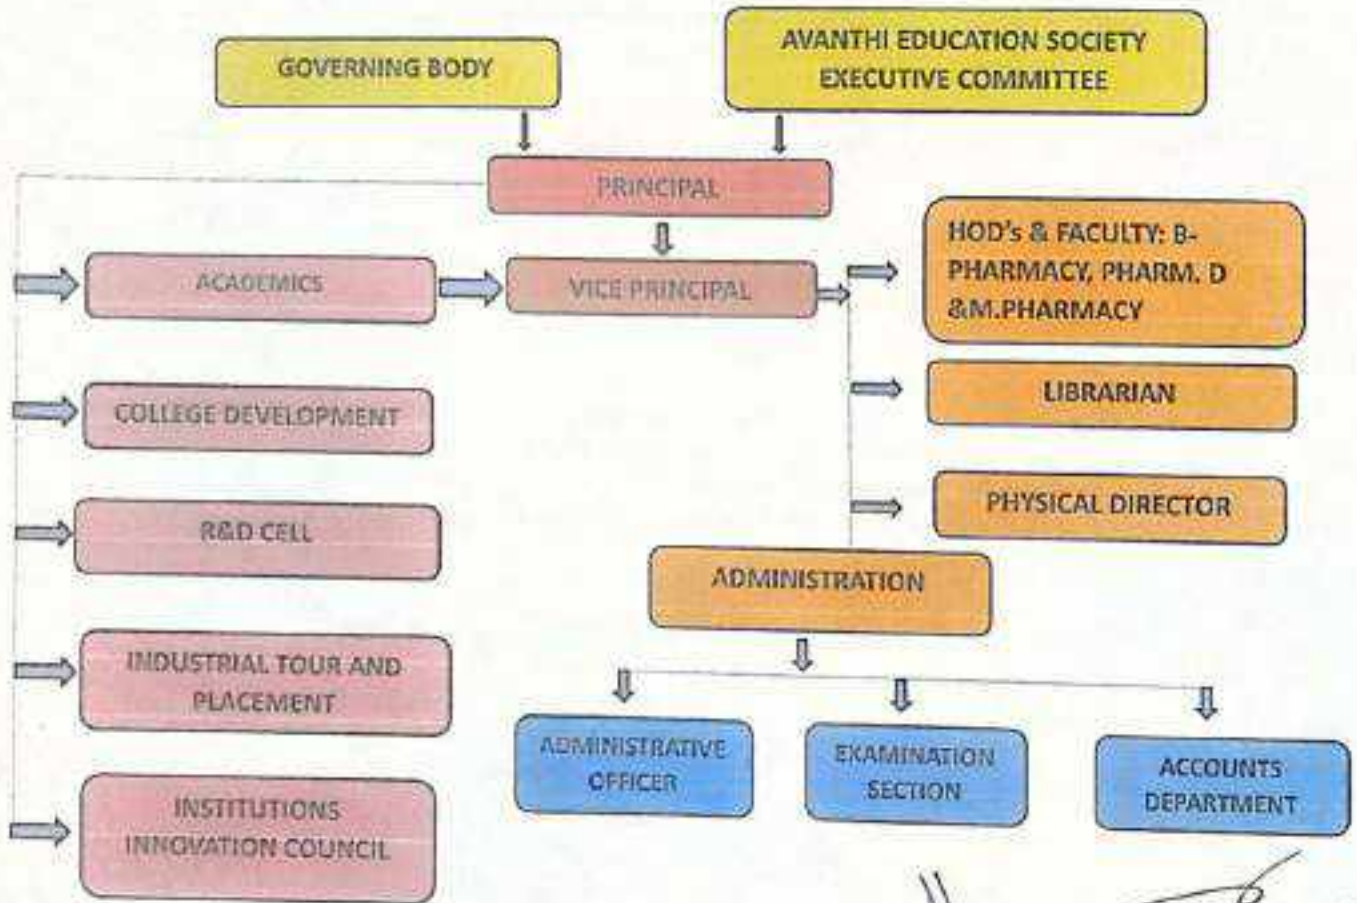 GOVERNING BODY
AVANTHI EDUCATION SOCIETY
EXECUTIVE COMMITTEE
PRINCIPAL
ACADEMICS
VICE PRINCIPAL
HOD's & FACULTY: B-
PHARMACY, PHARM. D
&M.PHARMACY
COLLEGE DEVELOPMENT
LIBRARIAN
R&D CELL
PHYSICAL DIRECTOR
ADMINISTRATION
INDUSTRIAL TOUR AND
PLACEMENT
ADMINISTRATIVE
OFFICER
EXAMINATION
SECTION
ACCOUNTS
DEPARTMENT
INSTITUTIONS
INNOVATION COUNCIL